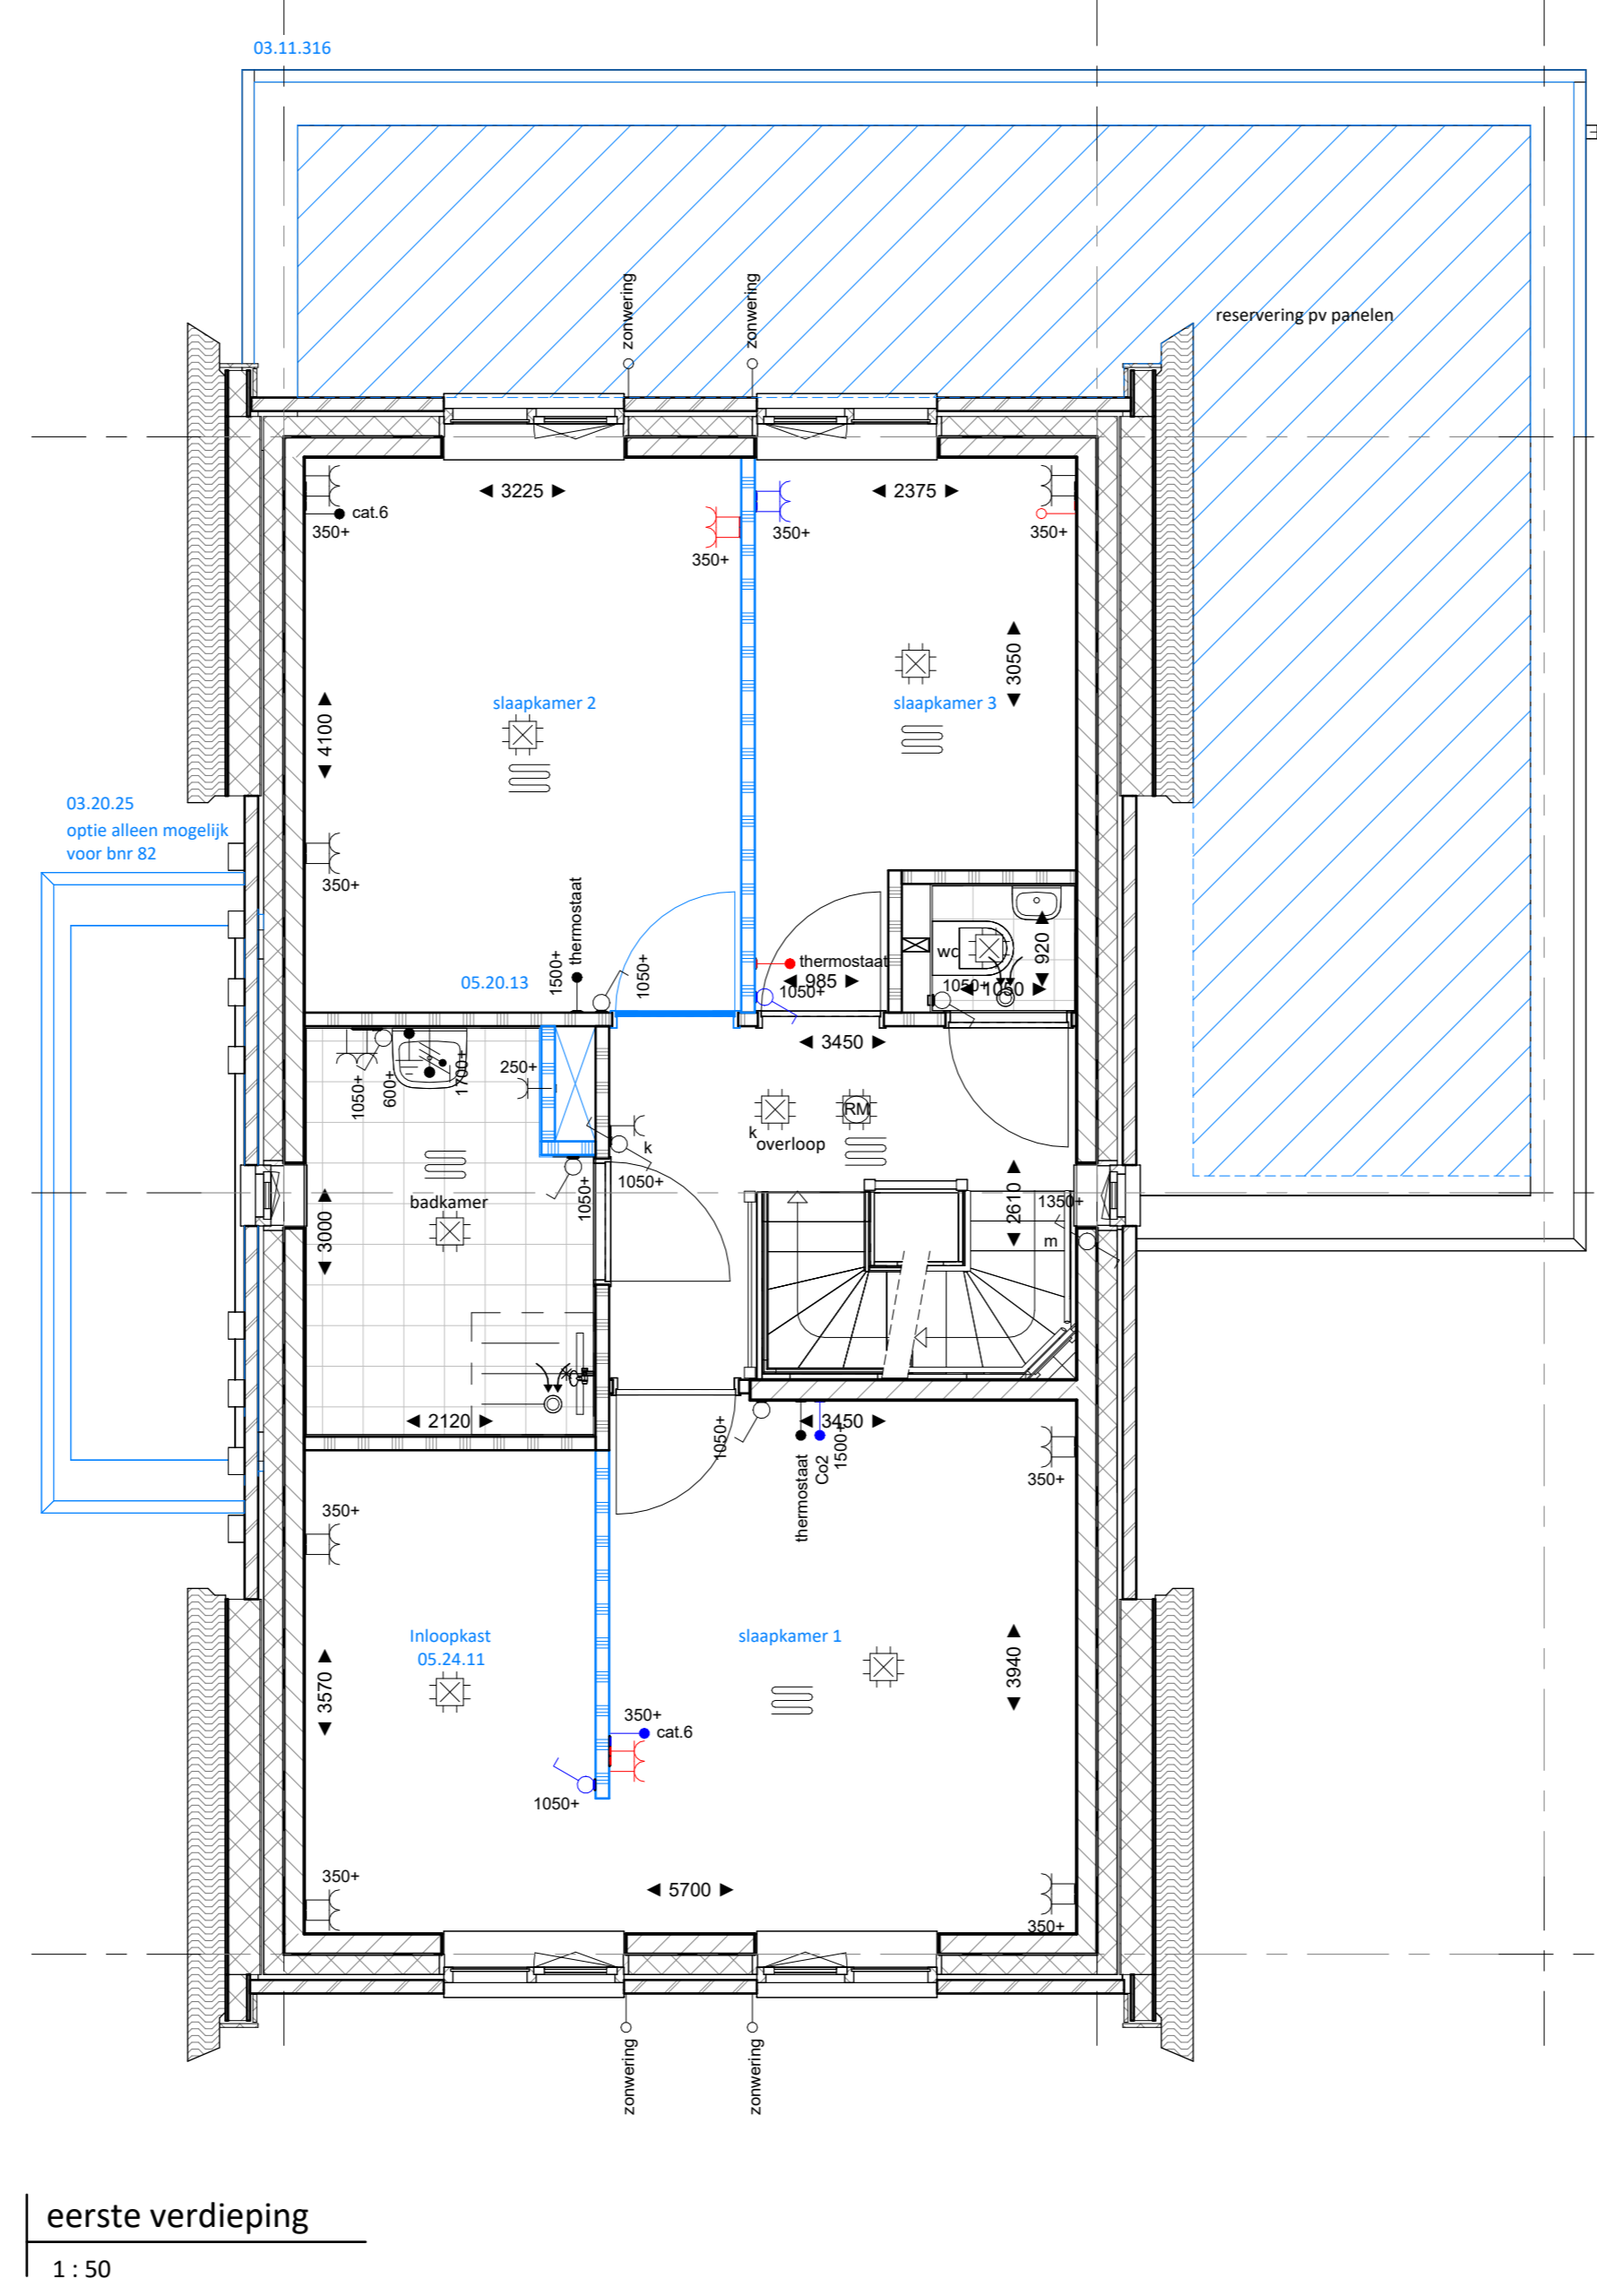 03.11.316
zonwering
zonwering
reservering pv panelen
◄ 3225 ►
◄ 2375 ►
cat.6
350+
350+
350+
350+
◄ 3050 ►
slaapkamer 2
slaapkamer 3
◄ 4100 ►
03.20.25
optie alleen mogelijk
voor bnr 82
350+
thermostaat
1500+
1050+
05.20.13
thermostaat
◄ 985 ►
1050+
wc
◄ 920 ►
1050+
◄ 1050 ►
◄ 3450 ►
1050+
600+
1700+
250+
k
1050+
1050+
RM
k
overloop
badkamer
◄ 3000 ►
◄ 2610 ►
1350+
m
◄ 2120 ►
1050+
◄ 3450 ►
thermostaat
Co2
1500+
350+
350+
Inloopkast
05.24.11
slaapkamer 1
◄ 3570 ►
◄ 3940 ►
350+
cat.6
1050+
350+
◄ 5700 ►
350+
zonwering
zonwering
eerste verdieping
1 : 50